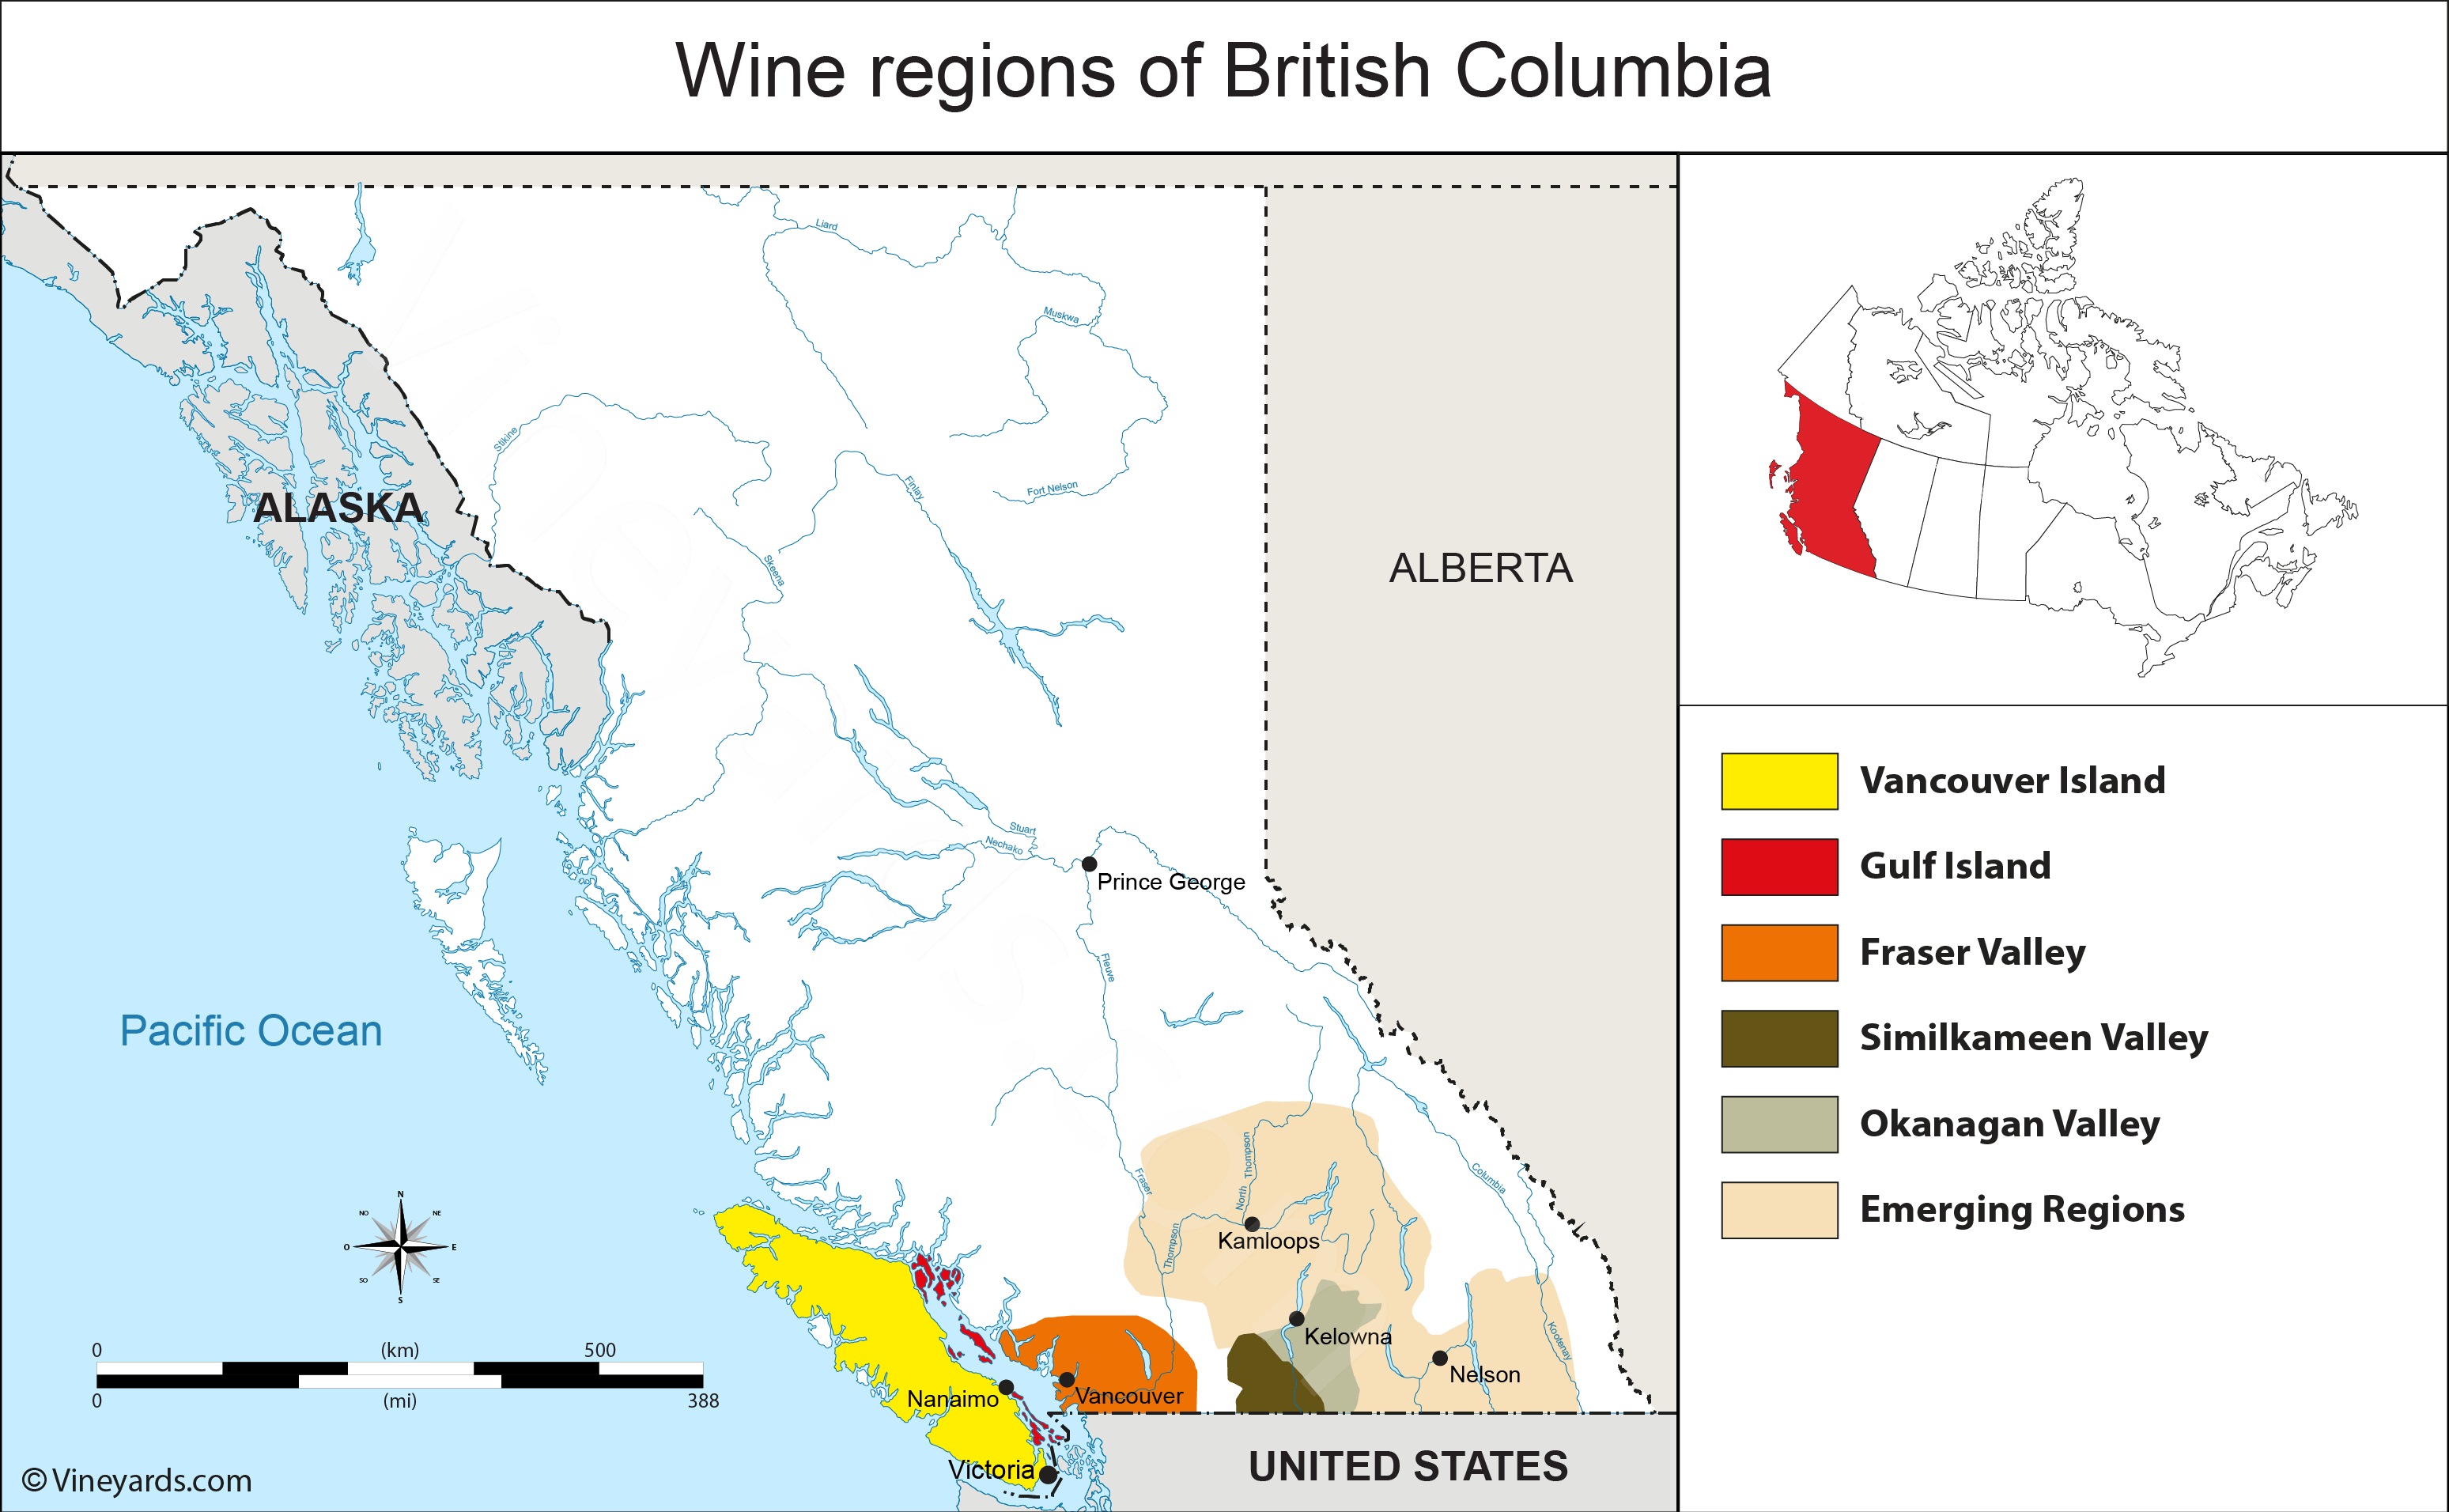 Wine regions of British Columbia
Liard
Muskwa
Stikine
Finlay
Fort Nelson
ALASKA
ALBERTA
Skeena
Stuart
Nechako
Prince George
Fleuve
Pacific Ocean
Fraser
North Thompson
Columbia
Thompson
Kamloops
Kelowna
Kootenay
Nelson
Nanaimo
Vancouver
Victoria
UNITED STATES
N
NO
NE
O
E
SO
SE
S
0 (km) 500
0 (mi) 388
© Vineyards.com
Vancouver Island
Gulf Island
Fraser Valley
Similkameen Valley
Okanagan Valley
Emerging Regions